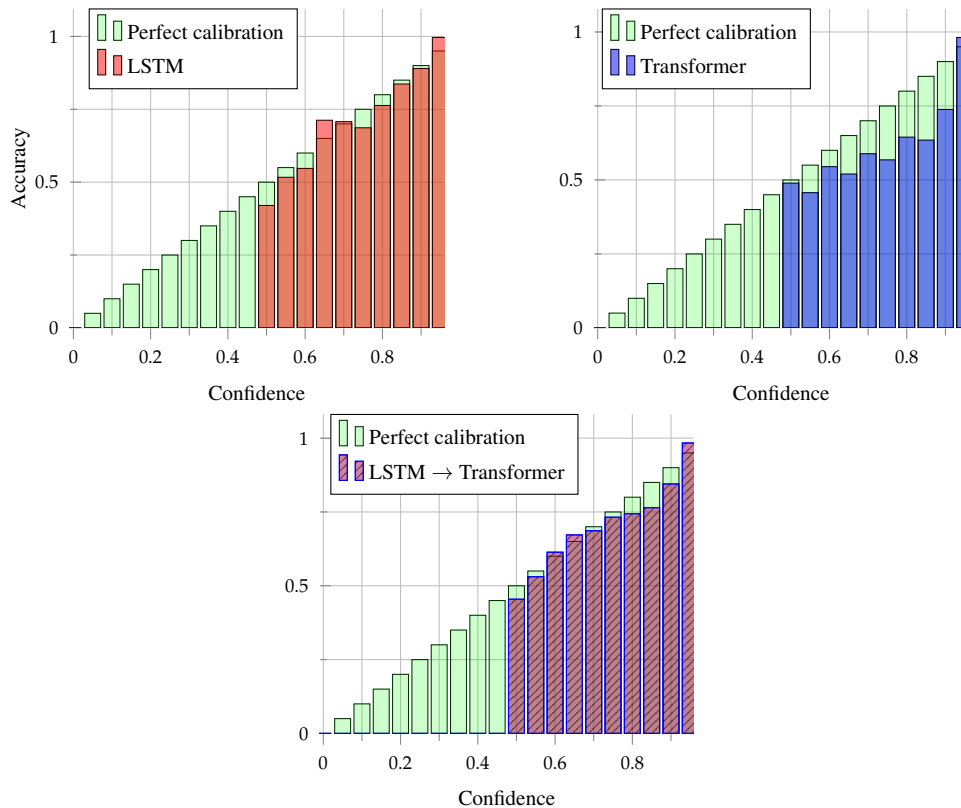 Perfect calibration
LSTM
1
0.5
0
Accuracy
0 0.2 0.4 0.6 0.8
Confidence
Perfect calibration
Transformer
1
0.5
0
0 0.2 0.4 0.6 0.8
Confidence
Perfect calibration
LSTM → Transformer
1
0.5
0
0 0.2 0.4 0.6 0.8
Confidence